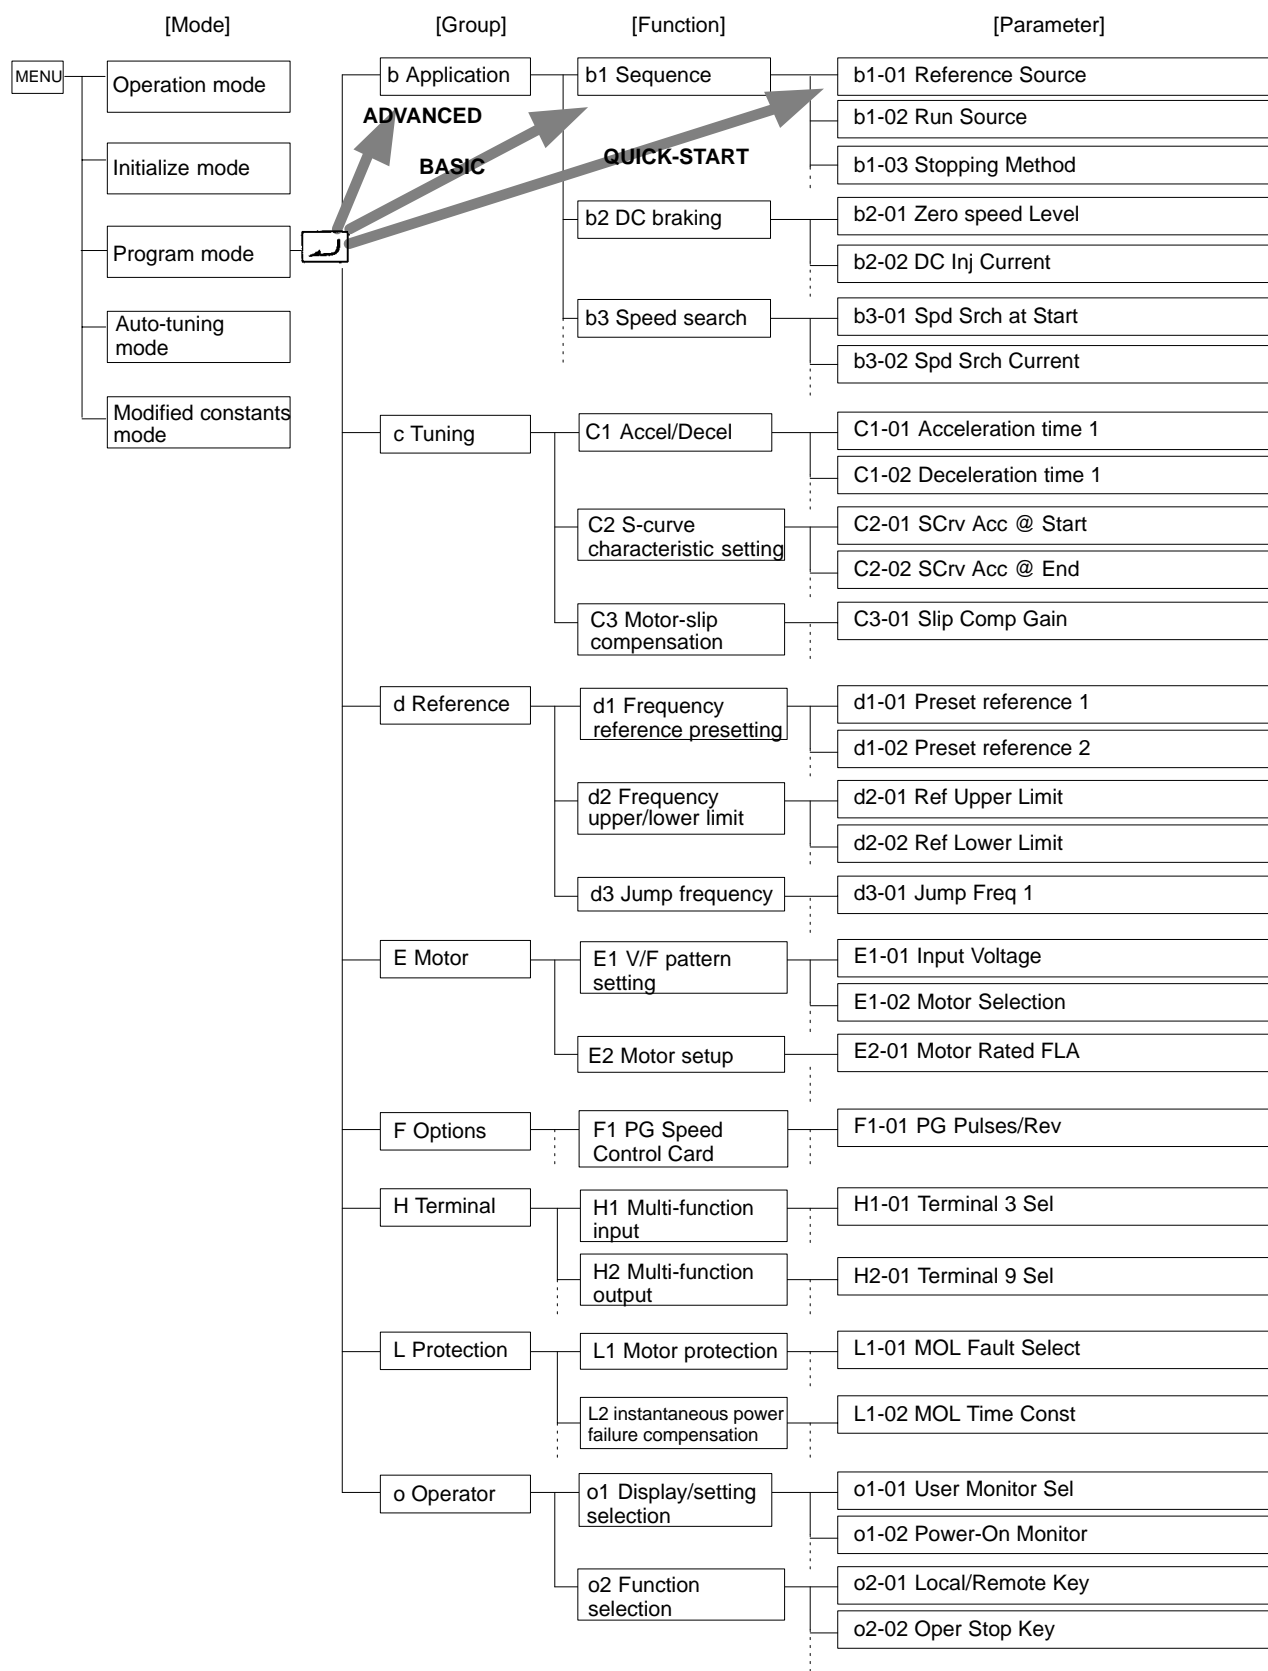 [Mode] [Group] [Function] [Parameter]
MENU
Operation mode
Initialize mode
Program mode
Auto-tuning
mode
Modified constants
mode
ADVANCED
BASIC
QUICK-START
b Application
b1 Sequence
b1-01 Reference Source
b1-02 Run Source
b1-03 Stopping Method
b2 DC braking
b2-01 Zero speed Level
b2-02 DC Inj Current
b3 Speed search
b3-01 Spd Srch at Start
b3-02 Spd Srch Current
c Tuning
C1 Accel/Decel
C1-01 Acceleration time 1
C1-02 Deceleration time 1
C2 S-curve
characteristic setting
C2-01 SCrv Acc @ Start
C2-02 SCrv Acc @ End
C3 Motor-slip
compensation
C3-01 Slip Comp Gain
d Reference
d1 Frequency
reference presetting
d1-01 Preset reference 1
d1-02 Preset reference 2
d2 Frequency
upper/lower limit
d2-01 Ref Upper Limit
d2-02 Ref Lower Limit
d3 Jump frequency
d3-01 Jump Freq 1
E Motor
E1 V/F pattern
setting
E1-01 Input Voltage
E1-02 Motor Selection
E2 Motor setup
E2-01 Motor Rated FLA
F Options
F1 PG Speed
Control Card
F1-01 PG Pulses/Rev
H Terminal
H1 Multi-function
input
H1-01 Terminal 3 Sel
H2 Multi-function
output
H2-01 Terminal 9 Sel
L Protection
L1 Motor protection
L1-01 MOL Fault Select
L2 instantaneous power
failure compensation
L1-02 MOL Time Const
o Operator
o1 Display/setting
selection
o1-01 User Monitor Sel
o1-02 Power-On Monitor
o2 Function
selection
o2-01 Local/Remote Key
o2-02 Oper Stop Key